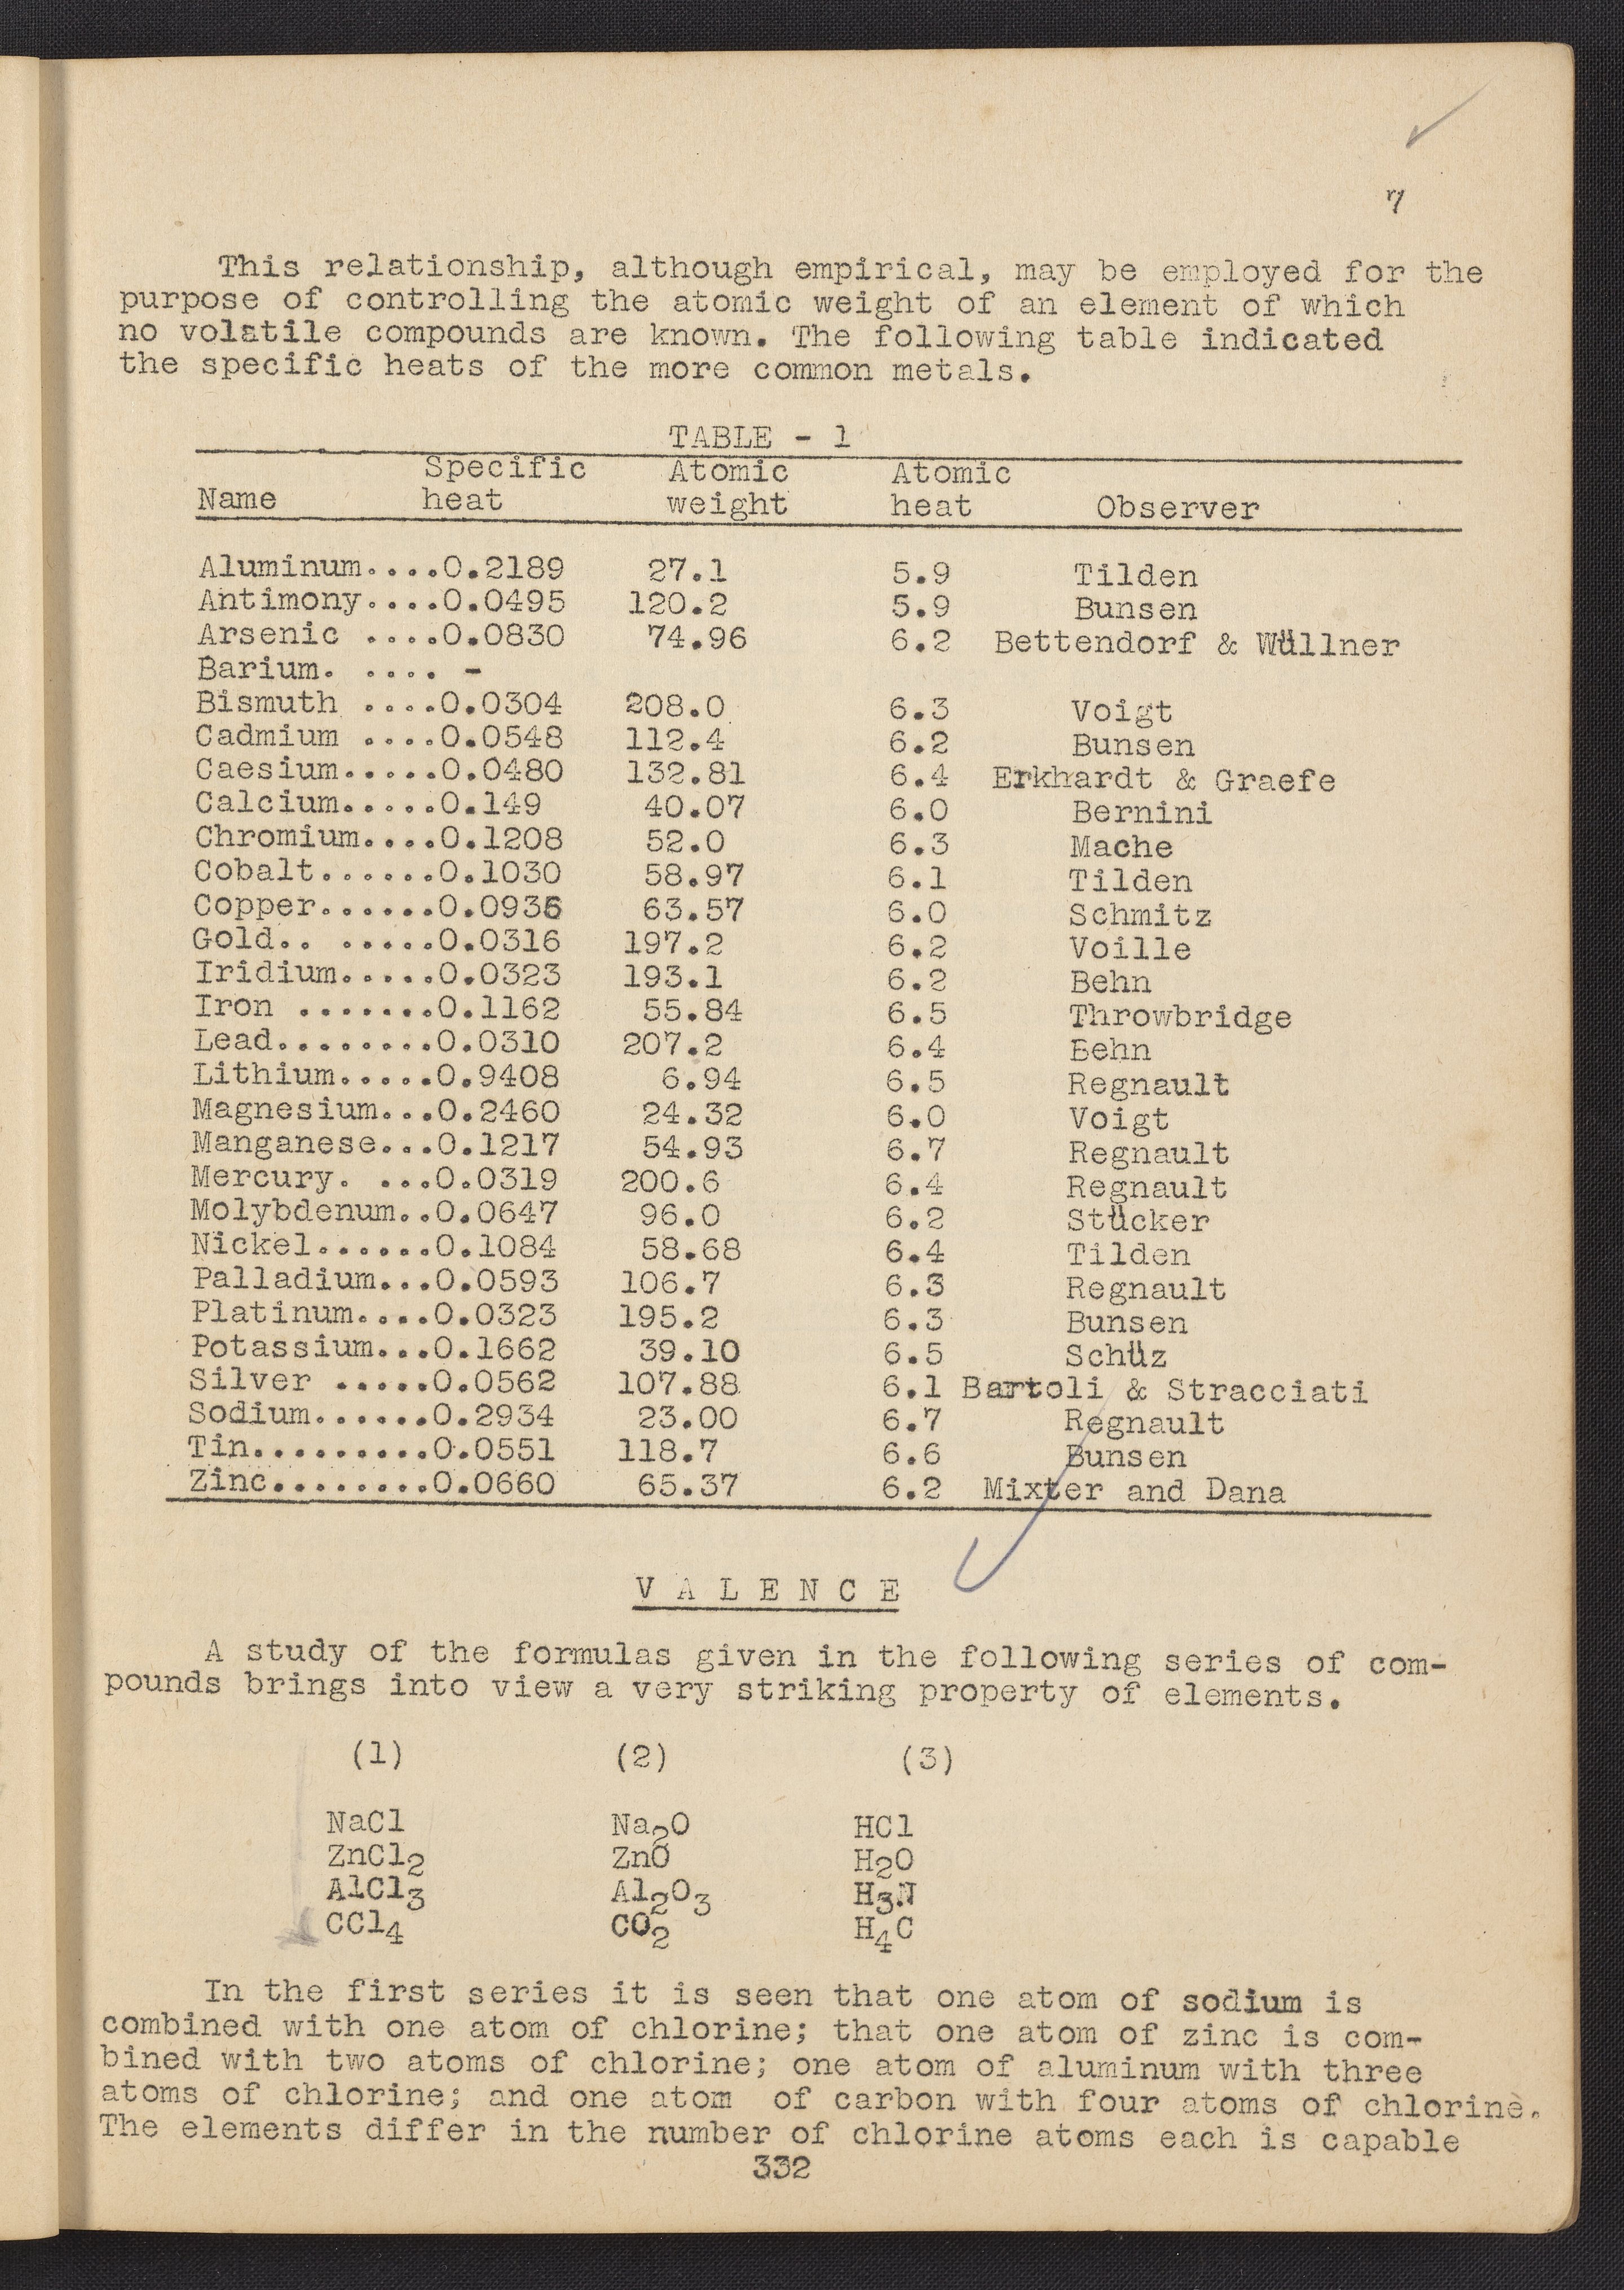 7
This relationship, although empirical, may be employed for the
purpose of controlling the atomic weight of an element of which
no volatile compounds are known. The following table indicated
the specific heats of the more common metals.
TABLE - 1
Specific Atomic Atomic
Name heat weight heat Observer
Aluminum....0.2189 27.1 5.9 Tilden
Antimony....0.0495 120.2 5.9 Bunsen
Arsenic ....0.0830 74.96 6.2 Bettendorf & Wüllner
Barium. .... -
Bismuth ....0.0304 208.0 6.3 Voigt
Cadmium ....0.0548 112.4 6.2 Bunsen
Caesium.....0.0480 132.81 6.4 Erkhardt & Graefe
Calcium.....0.149 40.07 6.0 Bernini
Chromium....0.1208 52.0 6.3 Mache
Cobalt......0.1030 58.97 6.1 Tilden
Copper......0.0936 63.57 6.0 Schmitz
Gold.. .....0.0316 197.2 6.2 Voille
Iridium.....0.0323 193.1 6.2 Behn
Iron .......0.1162 55.84 6.5 Throwbridge
Lead........0.0310 207.2 6.4 Behn
Lithium.....0.9408 6.94 6.5 Regnault
Magnesium...0.2460 24.32 6.0 Voigt
Manganese...0.1217 54.93 6.7 Regnault
Mercury. ...0.0319 200.6 6.4 Regnault
Molybdenum..0.0647 96.0 6.2 Stücker
Nickel......0.1084 58.68 6.4 Tilden
Palladium...0.0593 106.7 6.3 Regnault
Platinum....0.0323 195.2 6.3 Bunsen
Potassium...0.1662 39.10 6.5 Schüz
Silver .....0.0562 107.88 6.1 Bartoli & Stracciati
Sodium......0.2934 23.00 6.7 Regnault
Tin.........0.0551 118.7 6.6 Bunsen
Zinc........0.0660 65.37 6.2 Mixter and Dana
V A L E N C E
A study of the formulas given in the following series of com-
pounds brings into view a very striking property of elements.
(1) (2) (3)
NaCl Na2O HCl
ZnCl2 ZnO H2O
AlCl3 Al2O3 H3N
CCl4 CO2 H4C
In the first series it is seen that one atom of sodium is
combined with one atom of chlorine; that one atom of zinc is com-
bined with two atoms of chlorine; one atom of aluminum with three
atoms of chlorine; and one atom of carbon with four atoms of chlorine.
The elements differ in the number of chlorine atoms each is capable
332